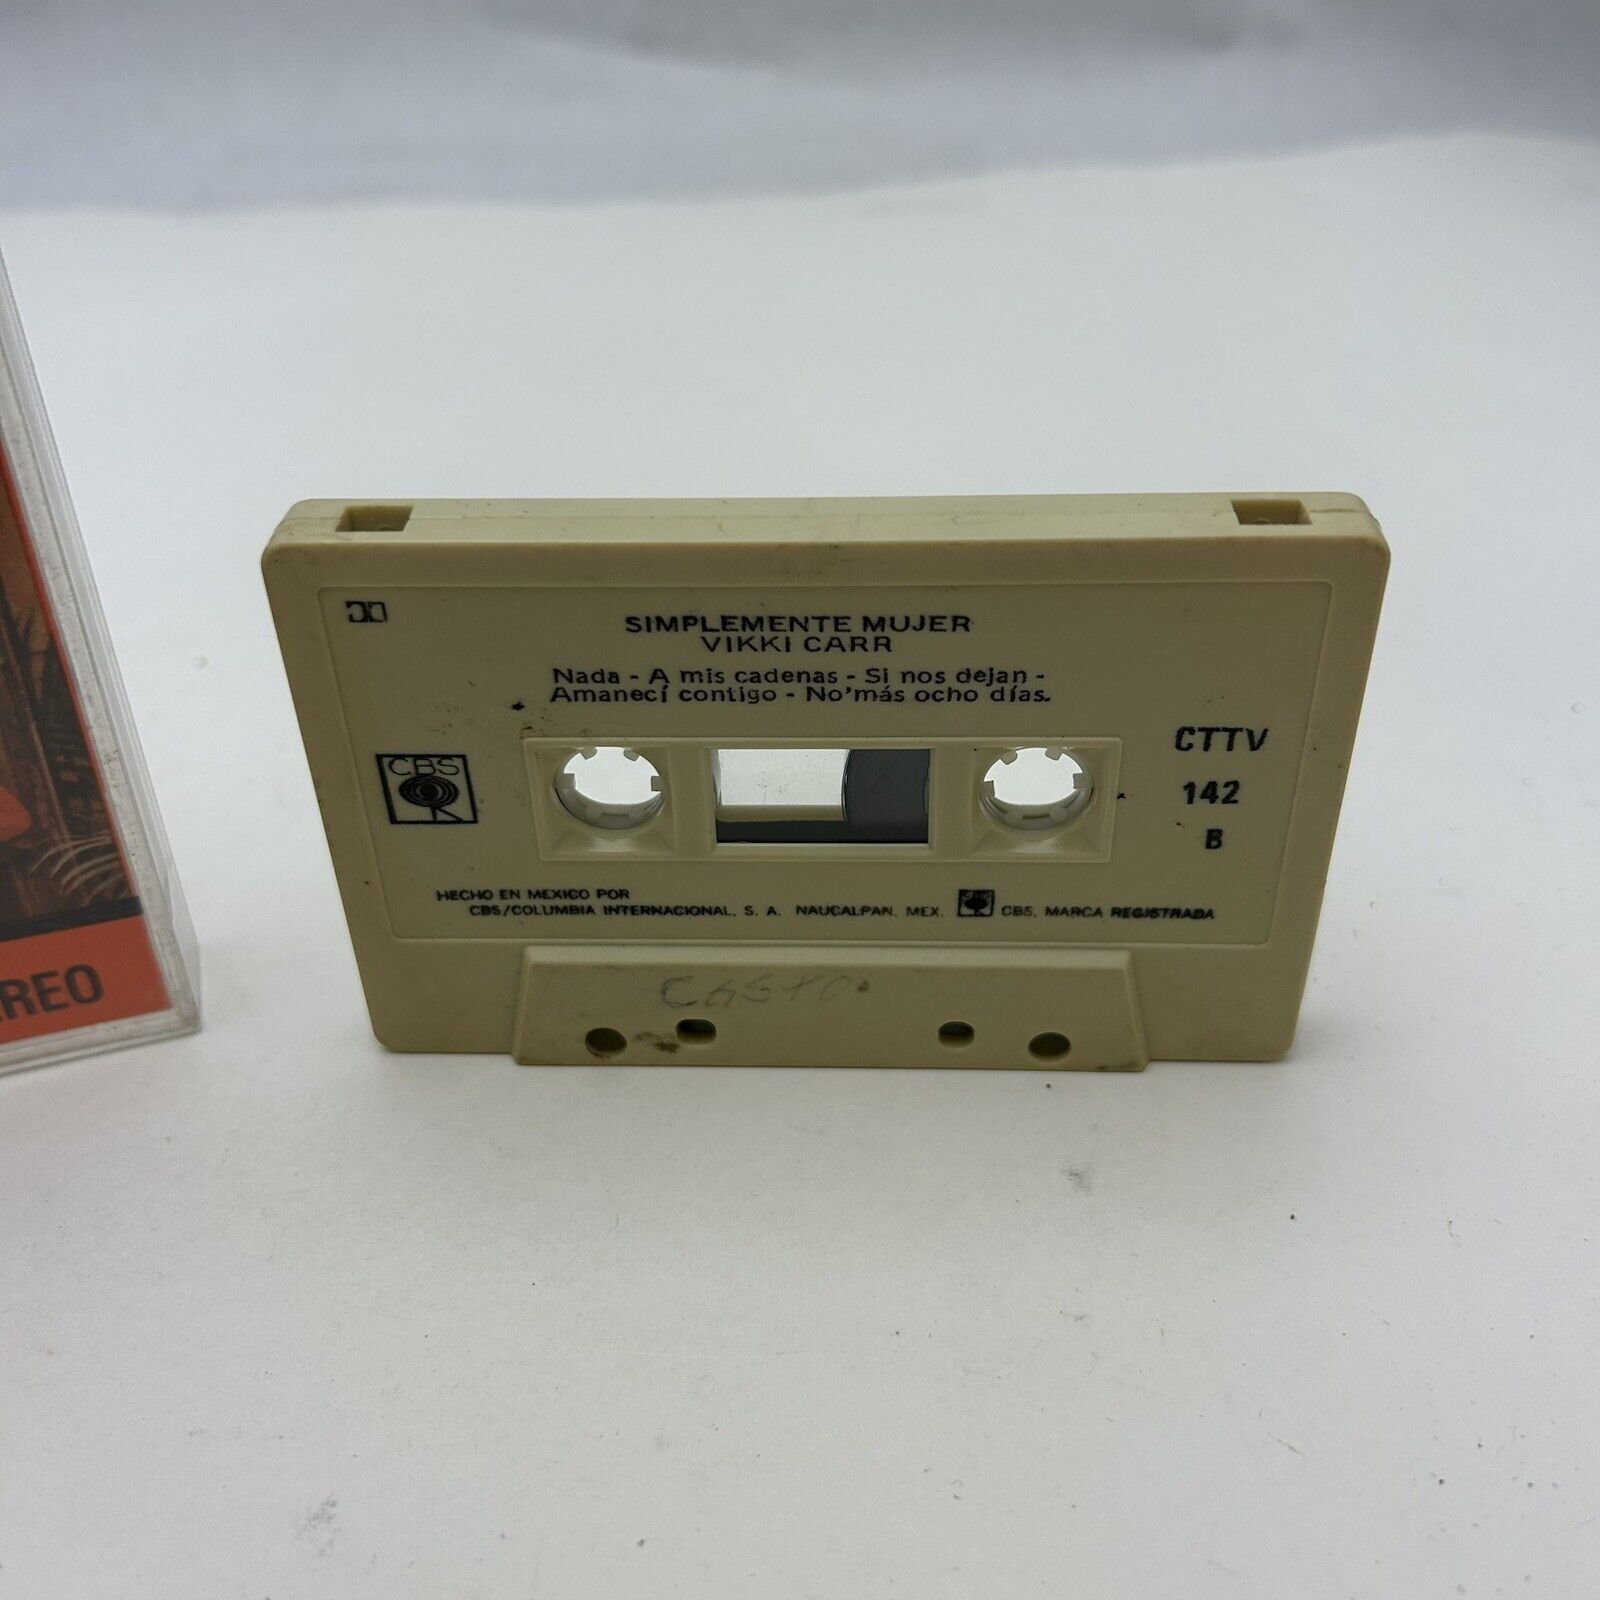 SIMPLEMENTE MUJER
VIKKI CARR
Nada - A mis cadenas - Si nos dejan -
Amanecí contigo - No'más ocho días.
CBS
CTTV
142
B
HECHO EN MEXICO POR
CBS/COLUMBIA INTERNACIONAL, S. A. NAUCALPAN, MEX. CBS, MARCA REGISTRADA
CASTO
REO